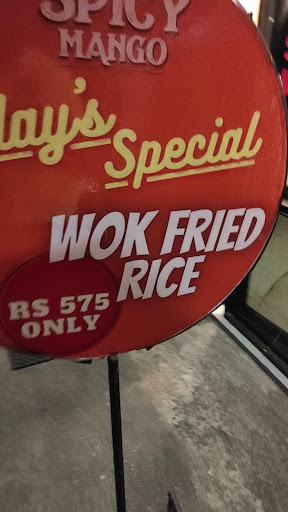 SPICY
MANGO
day's
Special
WOK FRIED
RICE
RS 575
ONLY